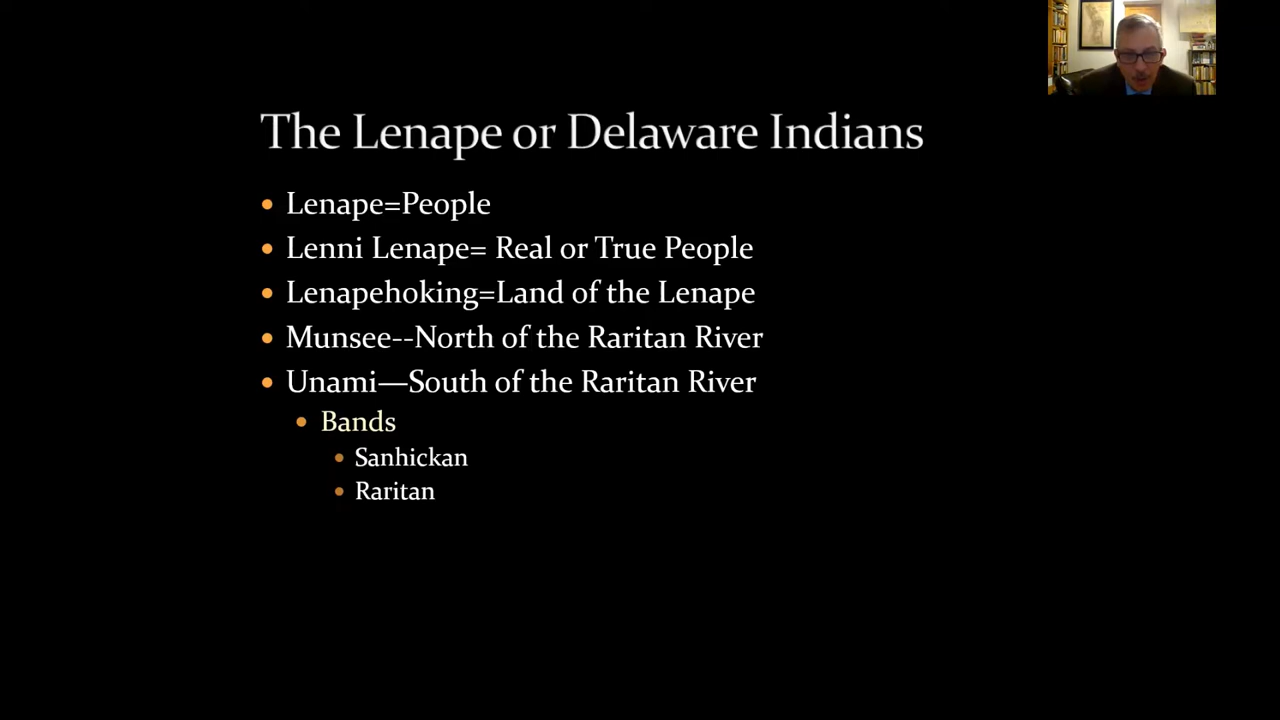 The Lenape or Delaware Indians
Lenape=People
Lenni Lenape= Real or True People
Lenapehoking=Land of the Lenape
Munsee--North of the Raritan River
Unami—South of the Raritan River
Bands
Sanhickan
Raritan